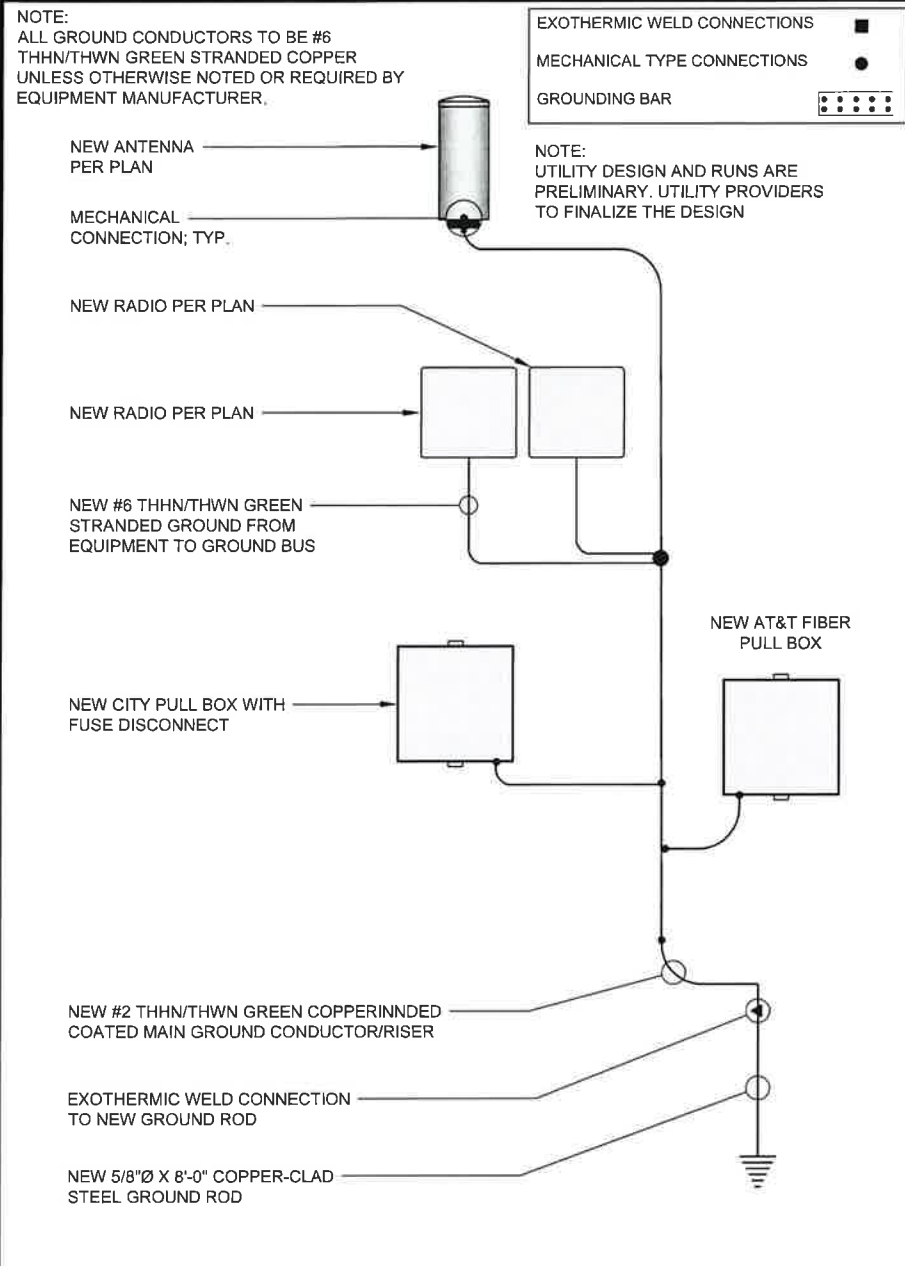 NOTE:
ALL GROUND CONDUCTORS TO BE #6
THHN/THWN GREEN STRANDED COPPER
UNLESS OTHERWISE NOTED OR REQUIRED BY
EQUIPMENT MANUFACTURER.
EXOTHERMIC WELD CONNECTIONS
MECHANICAL TYPE CONNECTIONS
GROUNDING BAR
NOTE:
UTILITY DESIGN AND RUNS ARE
PRELIMINARY. UTILITY PROVIDERS
TO FINALIZE THE DESIGN
NEW ANTENNA
PER PLAN
MECHANICAL
CONNECTION; TYP.
NEW RADIO PER PLAN
NEW RADIO PER PLAN
NEW #6 THHN/THWN GREEN
STRANDED GROUND FROM
EQUIPMENT TO GROUND BUS
NEW AT&T FIBER
PULL BOX
NEW CITY PULL BOX WITH
FUSE DISCONNECT
NEW #2 THHN/THWN GREEN COPPERINNDED
COATED MAIN GROUND CONDUCTOR/RISER
EXOTHERMIC WELD CONNECTION
TO NEW GROUND ROD
NEW 5/8"Ø X 8'-0" COPPER-CLAD
STEEL GROUND ROD